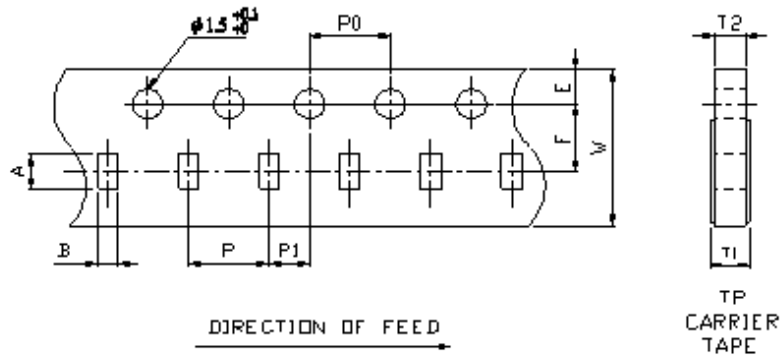 ϕ1.5 +0.1 +0
P0
T2
E
F
W
A
B
P
P1
T1
DIRECTION OF FEED
TP
CARRIER
TAPE